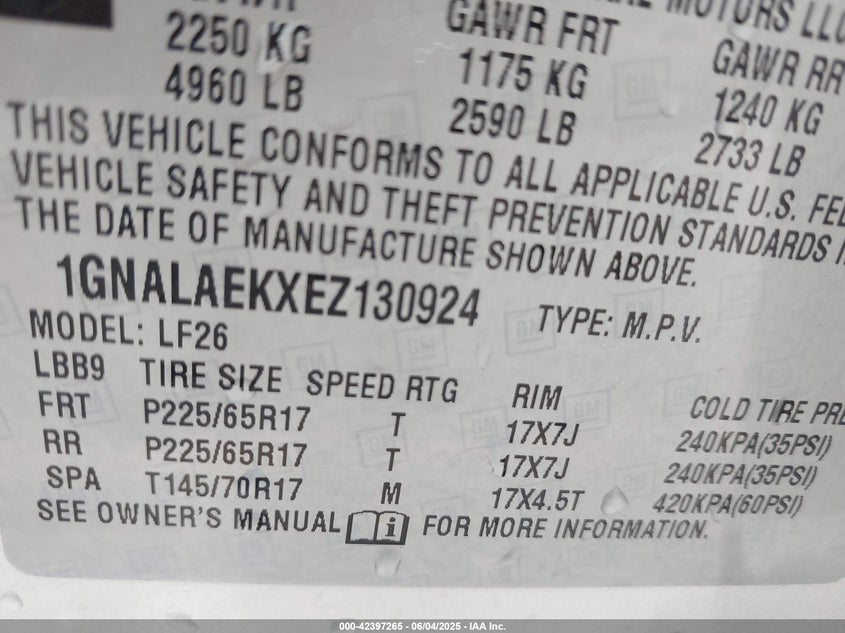 GAWR FRT
GAWR RR
MOTORS LLC
2250 KG
1175 KG
1240 KG
4960 LB
2590 LB
2733 LB
THIS VEHICLE CONFORMS TO ALL APPLICABLE U.S.
VEHICLE SAFETY AND THEFT PREVENTION STANDARDS
THE DATE OF MANUFACTURE SHOWN ABOVE.
1GNALAEKXEZ130924 TYPE: M.P.V.
MODEL: LF26
LBB9 TIRE SIZE SPEED RTG RIM COLD TIRE
FRT P225/65R17 T 17X7J 240KPA(35PSI)
RR P225/65R17 T 17X7J 240KPA(35PSI)
SPA T145/70R17 M 17X4.5T 420KPA(60PSI)
SEE OWNER'S MANUAL i FOR MORE INFORMATION.
000-42397265 - 06/04/2025 - IAA Inc.